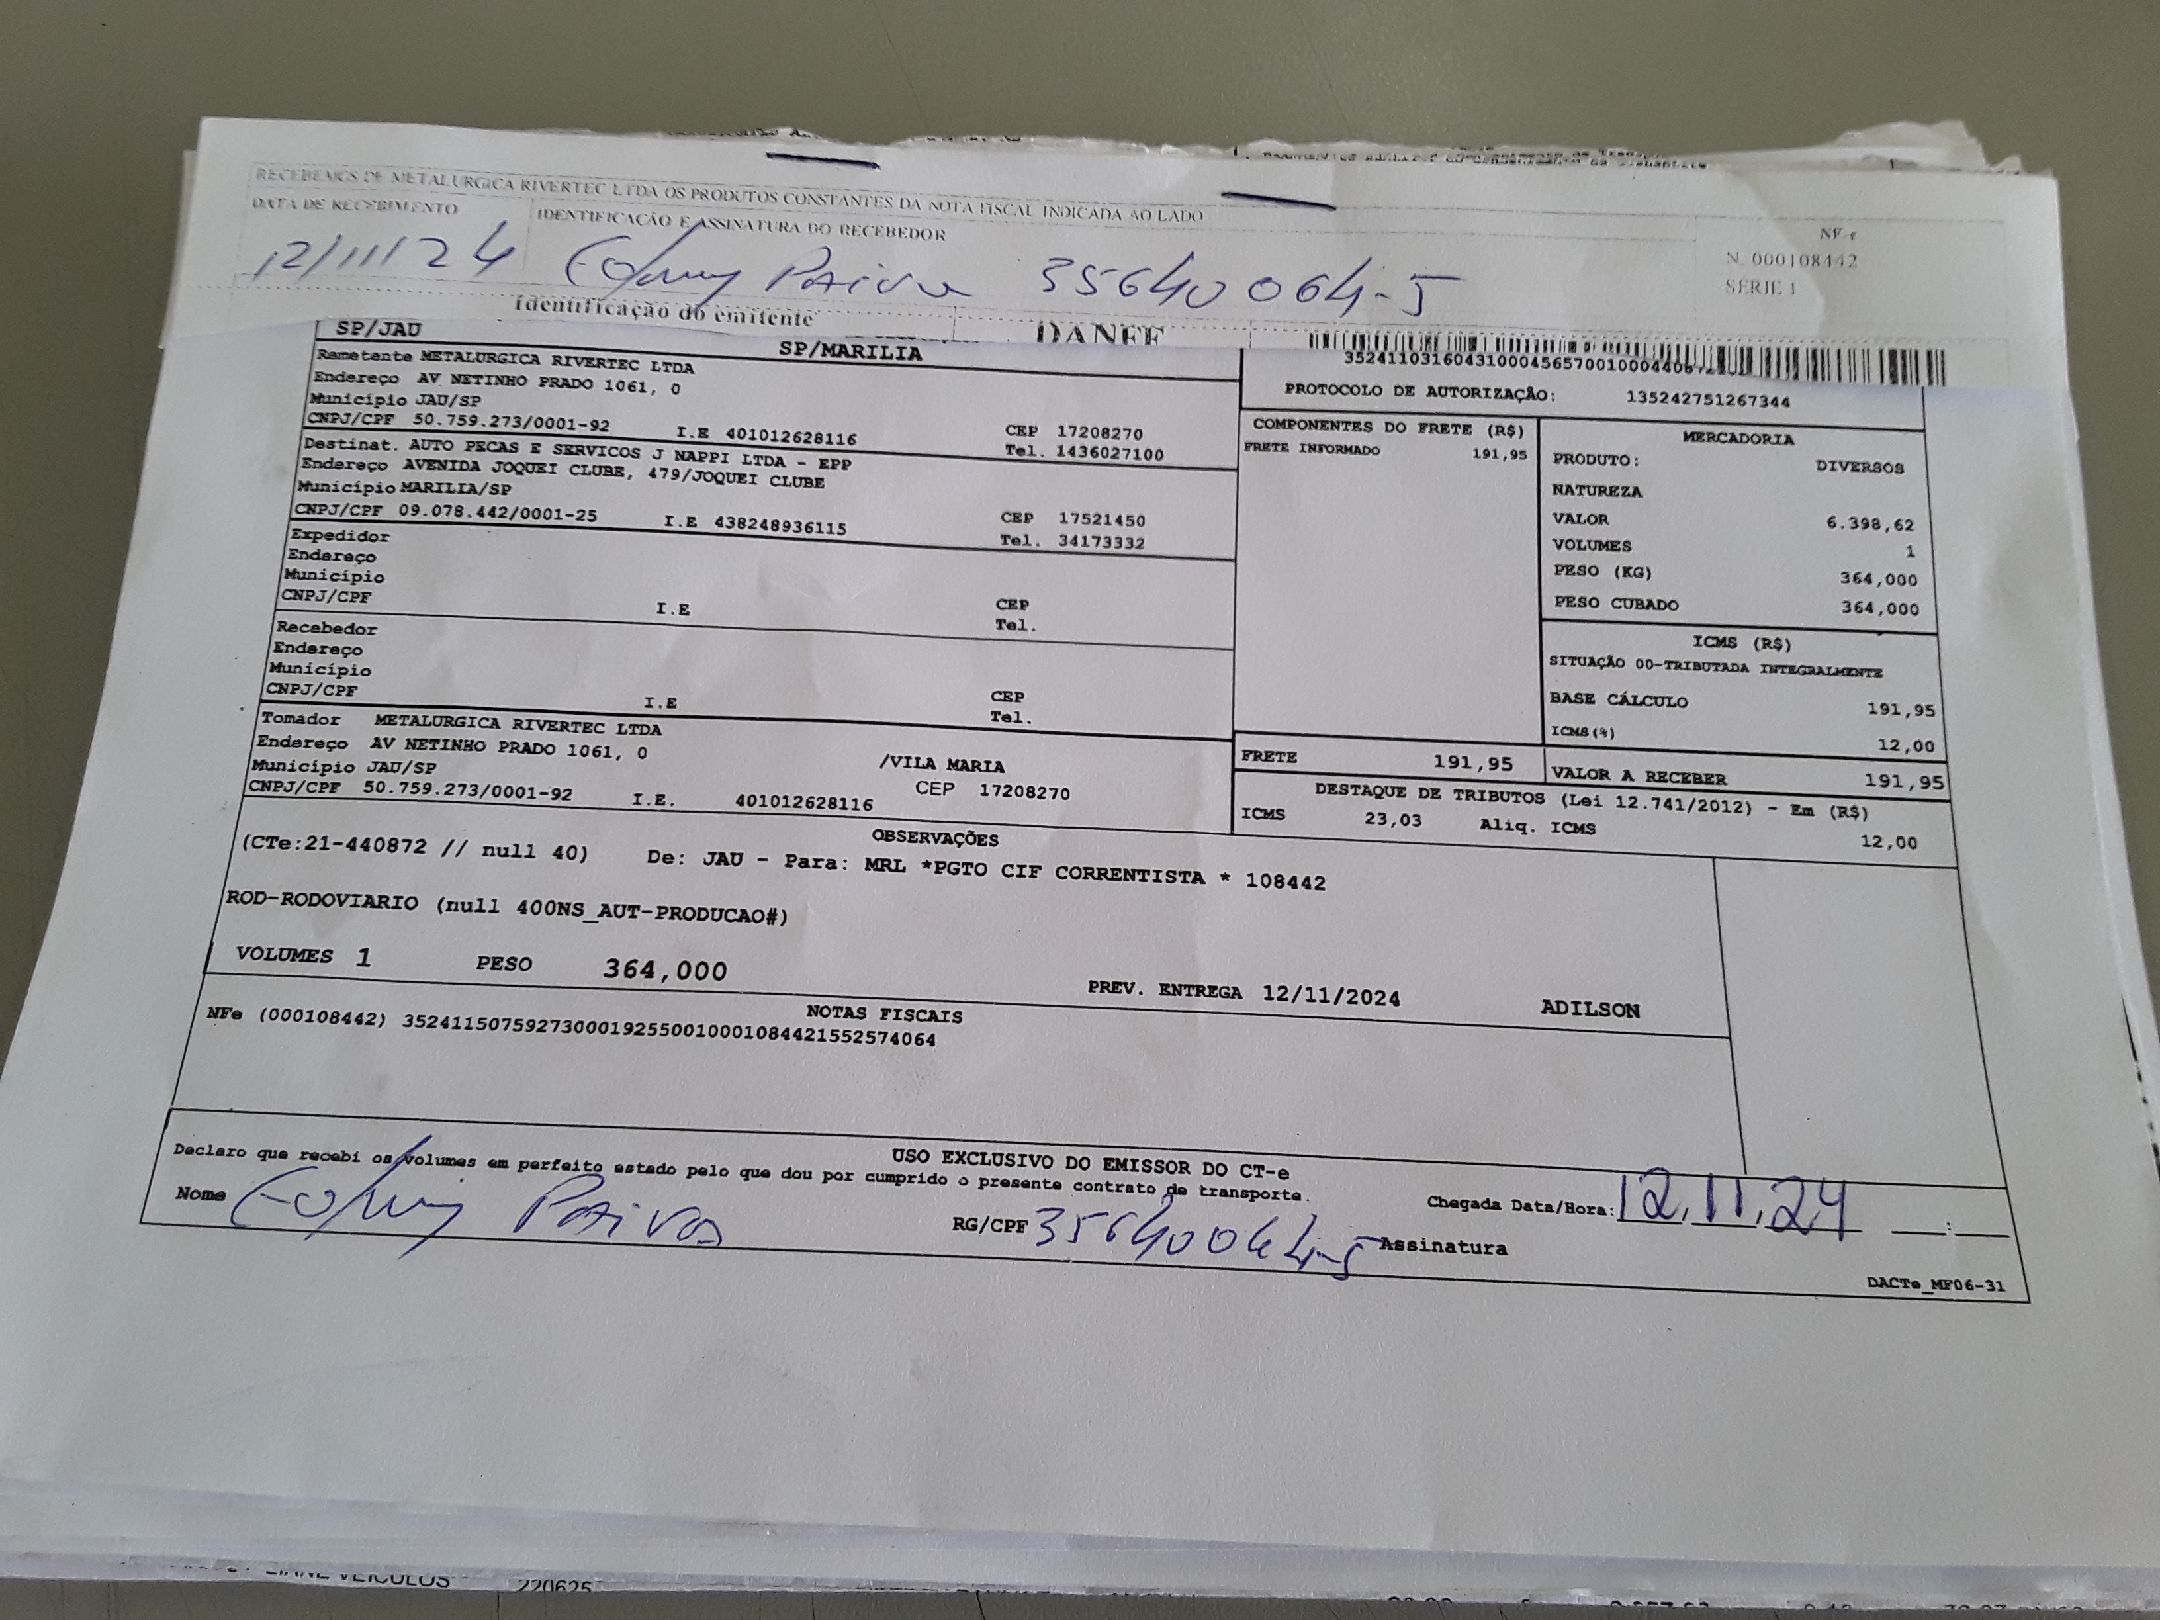 RECEBEMOS DE METALURGICA RIVERTEC LTDA OS PRODUTOS CONSTANTES DA NOTA FISCAL INDICADA AO LADO
DATA DE RECEBIMENTO IDENTIFICAÇÃO E ASSINATURA DO RECEBEDOR
NF-e
N. 000108442
SÉRIE 1
12/11/24 Paiva 35640064-5
Identificação do emitente DANFE
SP/JAU SP/MARILIA
Remetente METALURGICA RIVERTEC LTDA
Endereço AV NETINHO PRADO 1061, 0
Município JAU/SP
CNPJ/CPF 50.759.273/0001-92 I.E 401012628116 CEP 17208270
Tel. 1436027100
Destinat. AUTO PECAS E SERVICOS J NAPPI LTDA - EPP
Endereço AVENIDA JOQUEI CLUBE, 479/JOQUEI CLUBE
Município MARILIA/SP
CNPJ/CPF 09.078.442/0001-25 I.E 438248936115 CEP 17521450
Tel. 34173332
Expedidor
Endereço
Município
CNPJ/CPF I.E CEP
Tel.
Recebedor
Endereço
Município
CNPJ/CPF I.E CEP
Tel.
Tomador METALURGICA RIVERTEC LTDA
Endereço AV NETINHO PRADO 1061, 0 /VILA MARIA
Município JAU/SP CEP 17208270
CNPJ/CPF 50.759.273/0001-92 I.E. 401012628116
PROTOCOLO DE AUTORIZAÇÃO: 135242751267344
COMPONENTES DO FRETE (R$)
FRETE INFORMADO 191,95
MERCADORIA
PRODUTO: DIVERSOS
NATUREZA
VALOR 6.398,62
VOLUMES 1
PESO (KG) 364,000
PESO CUBADO 364,000
ICMS (R$)
SITUAÇÃO 00-TRIBUTADA INTEGRALMENTE
BASE CÁLCULO 191,95
ICMS(%) 12,00
FRETE 191,95 VALOR A RECEBER 191,95
DESTAQUE DE TRIBUTOS (Lei 12.741/2012) - Em (R$)
ICMS 23,03 Aliq. ICMS 12,00
OBSERVAÇÕES
(CTe:21-440872 // null 40) De: JAU - Para: MRL *PGTO CIF CORRENTISTA * 108442
ROD-RODOVIARIO (null 400NS_AUT-PRODUCAO#)
VOLUMES 1 PESO 364,000 PREV. ENTREGA 12/11/2024 ADILSON
NOTAS FISCAIS
NFe (000108442) 35241150759273000192550010001084421552574064
USO EXCLUSIVO DO EMISSOR DO CT-e
Declaro que recebi os volumes em perfeito estado pelo que dou por cumprido o presente contrato de transporte.
Chegada Data/Hora: 12,11,24 __:__
Nome Paiva RG/CPF 35640064-5 Assinatura
DACTe_MF06-31
VEICULOS 220625